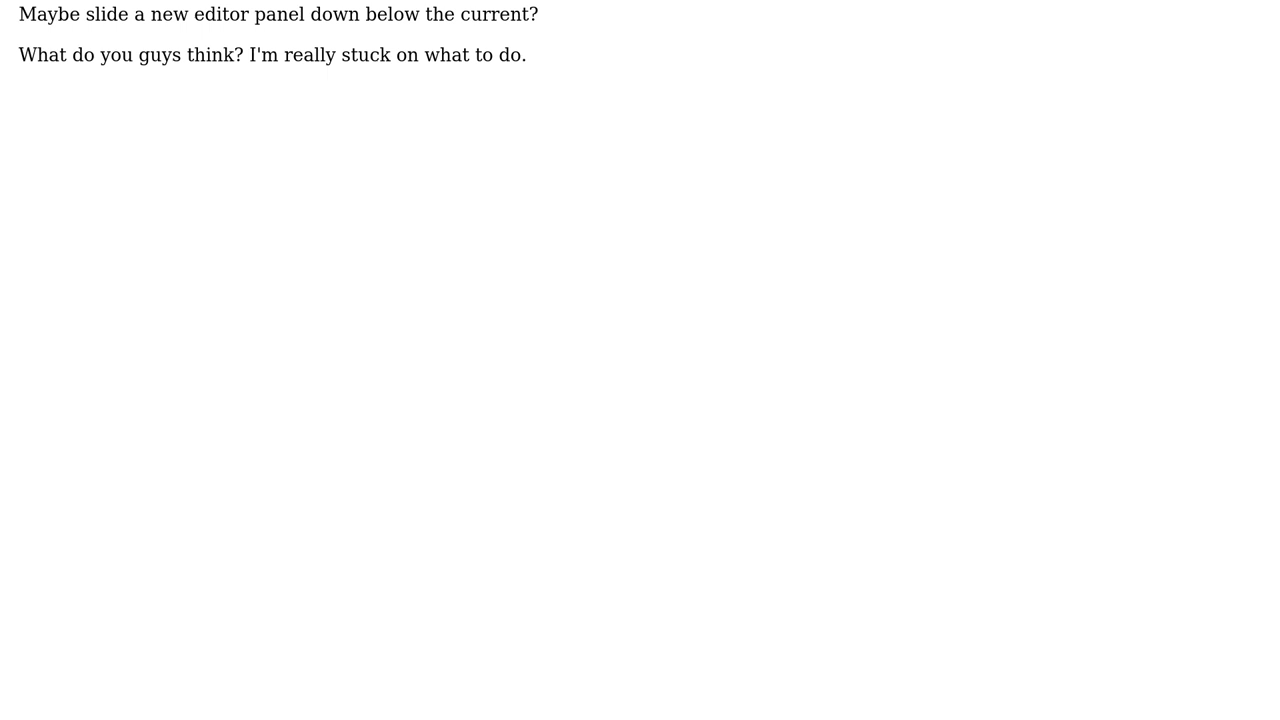 Maybe slide a new editor panel down below the current?
What do you guys think? I'm really stuck on what to do.